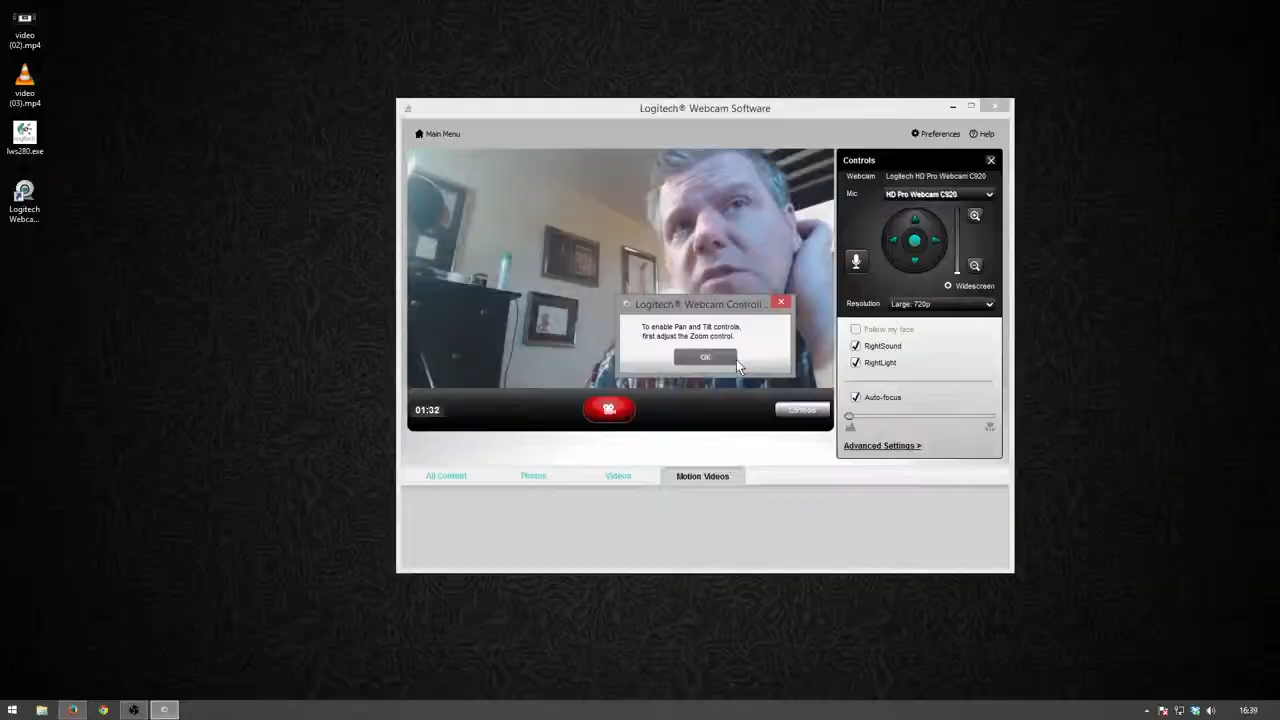 video
(02).mp4
video
(03).mp4
Logitech
lws280.exe
Logitech
Webca...
Logitech® Webcam Software
Main Menu
Preferences
Help
Controls
Webcam Logitech HD Pro Webcam C920
Mic HD Pro Webcam C920
Widescreen
Resolution Large: 720p
Follow my face
RightSound
RightLight
Auto-focus
Advanced Settings >
Logitech® Webcam Controll...
To enable Pan and Tilt controls,
first adjust the Zoom control.
OK
01:32
Controls
All Content
Photos
Videos
Motion Videos
16:39